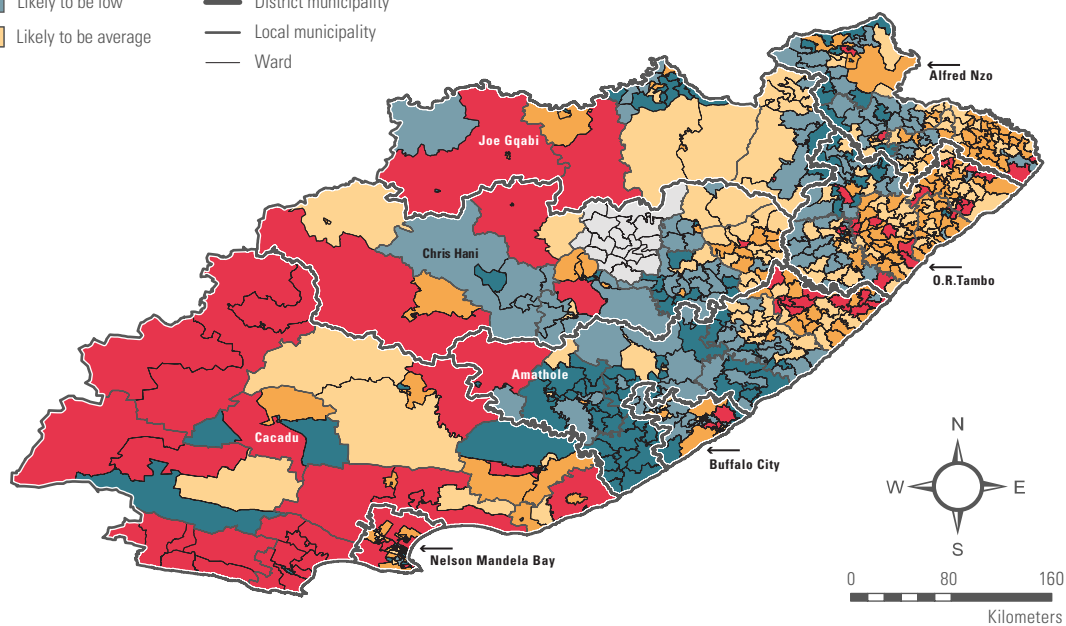 Likely to be low
District municipality
Likely to be average
Local municipality
Ward
Alfred Nzo
Joe Gqabi
Chris Hani
O.R.Tambo
Amathole
Cacadu
Buffalo City
Nelson Mandela Bay
N
W
E
S
0 80 160
Kilometers